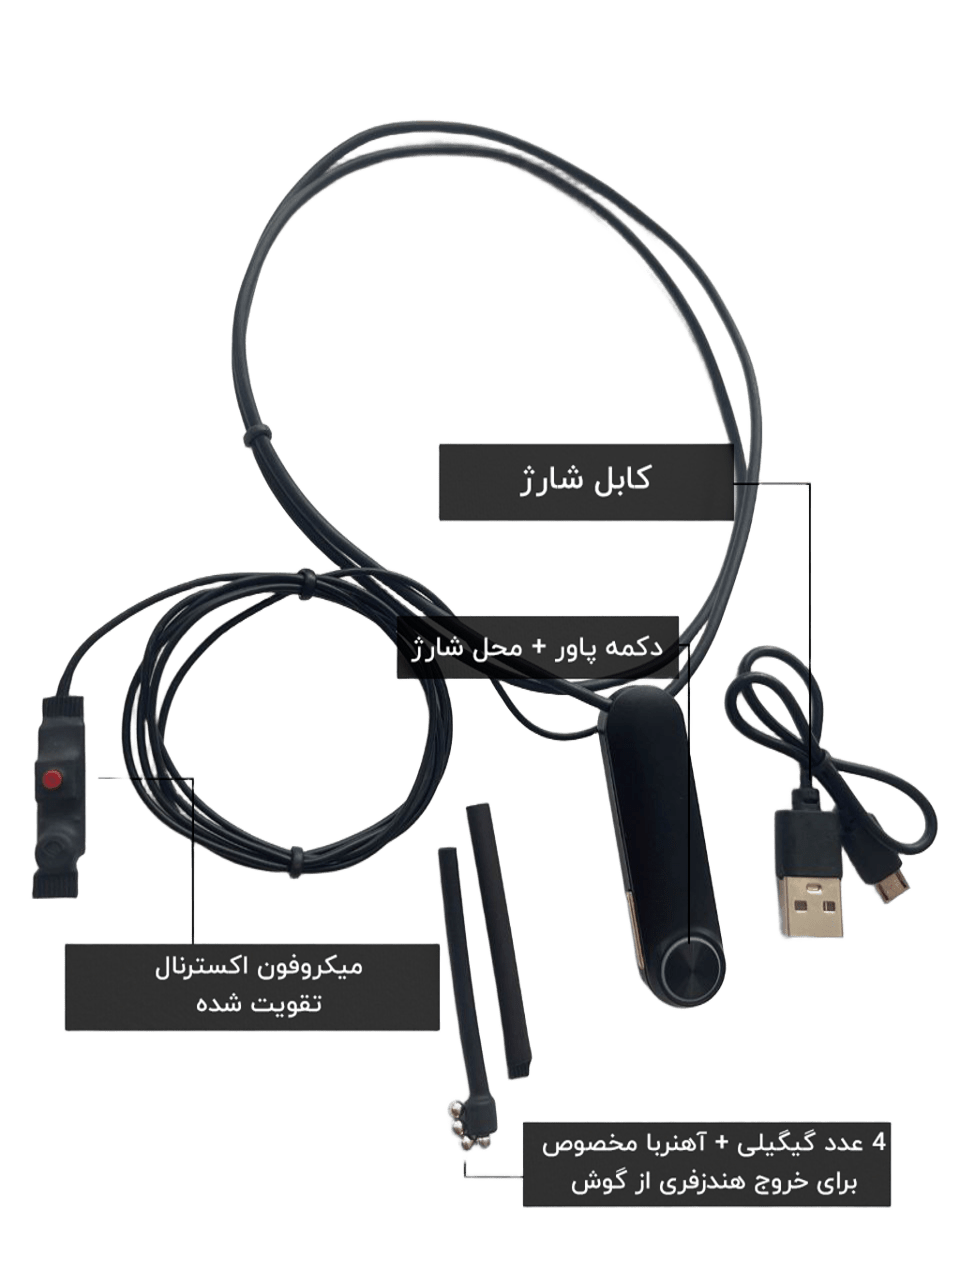 کابل شارژ
دکمه پاور + محل شارژ
میکروفون اکسترنال
تقویت شده
4 عدد گیگیلی + آهنربا مخصوص
برای خروج هندزفری از گوش